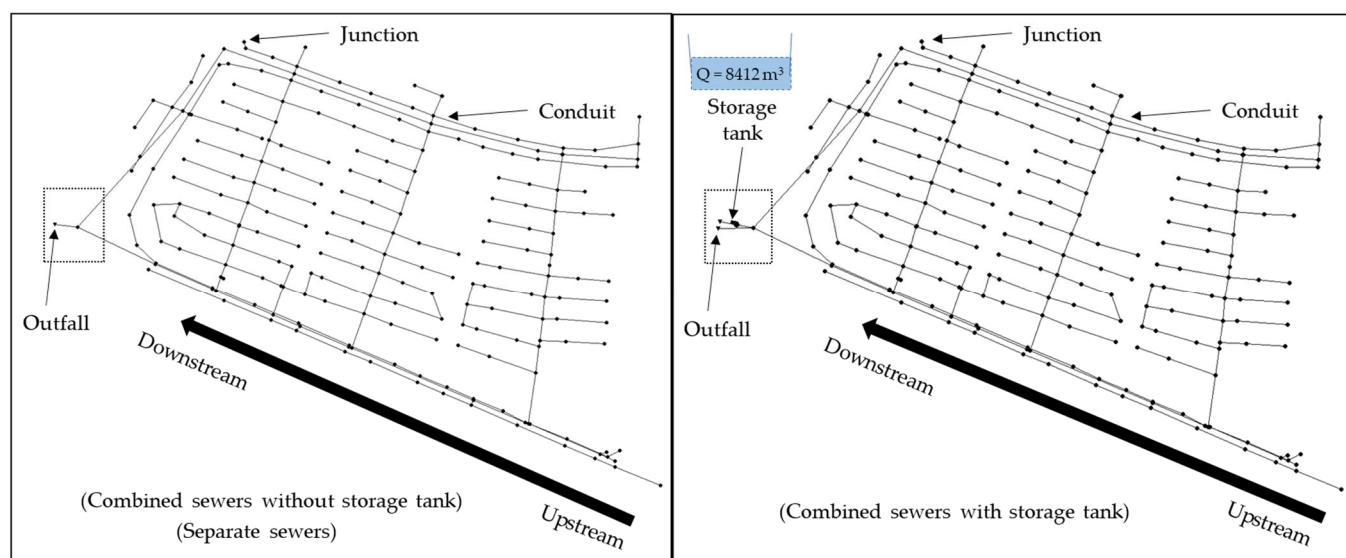 Junction
Conduit
Outfall
Downstream
Upstream
(Combined sewers without storage tank)
(Separate sewers)
Q = 8412 m³
Storage
tank
Junction
Conduit
Outfall
Downstream
Upstream
(Combined sewers with storage tank)